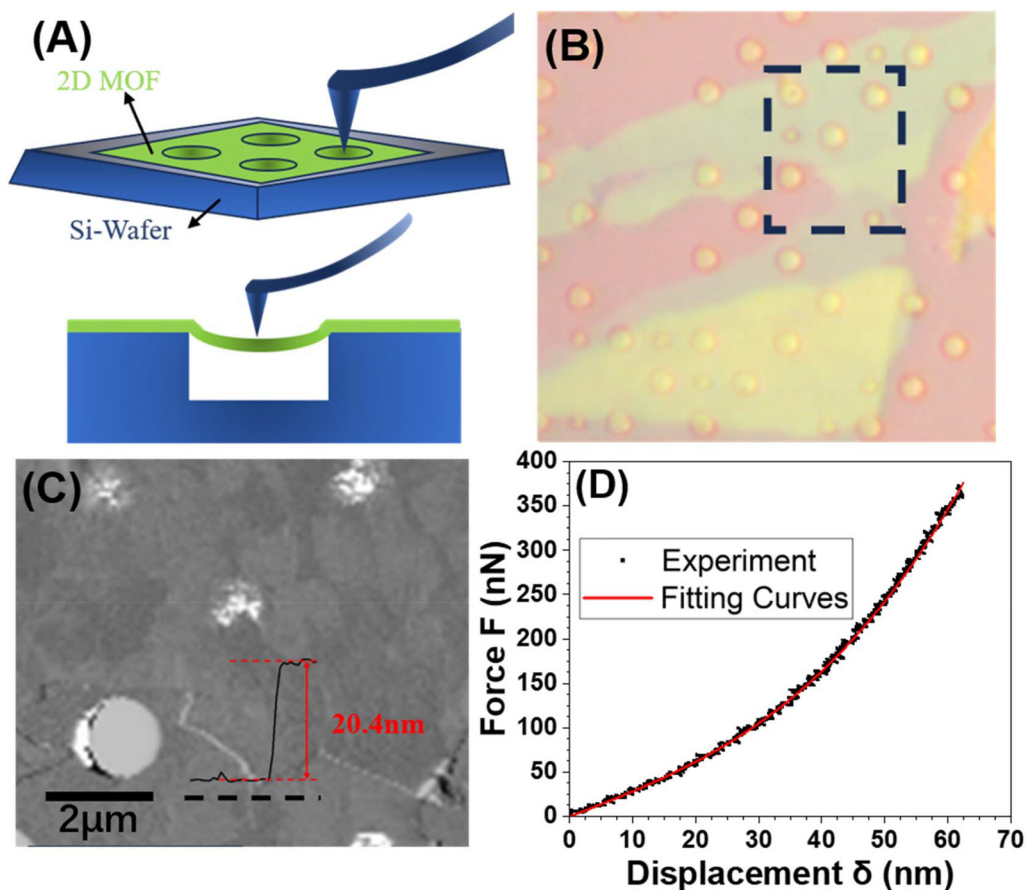 (A)
2D MOF
Si-Wafer
(B)
(C)
20.4nm
2μm
(D)
Force F (nN)
400
350
300
250
200
150
100
50
0
Experiment
Fitting Curves
0 10 20 30 40 50 60 70
Displacement δ (nm)